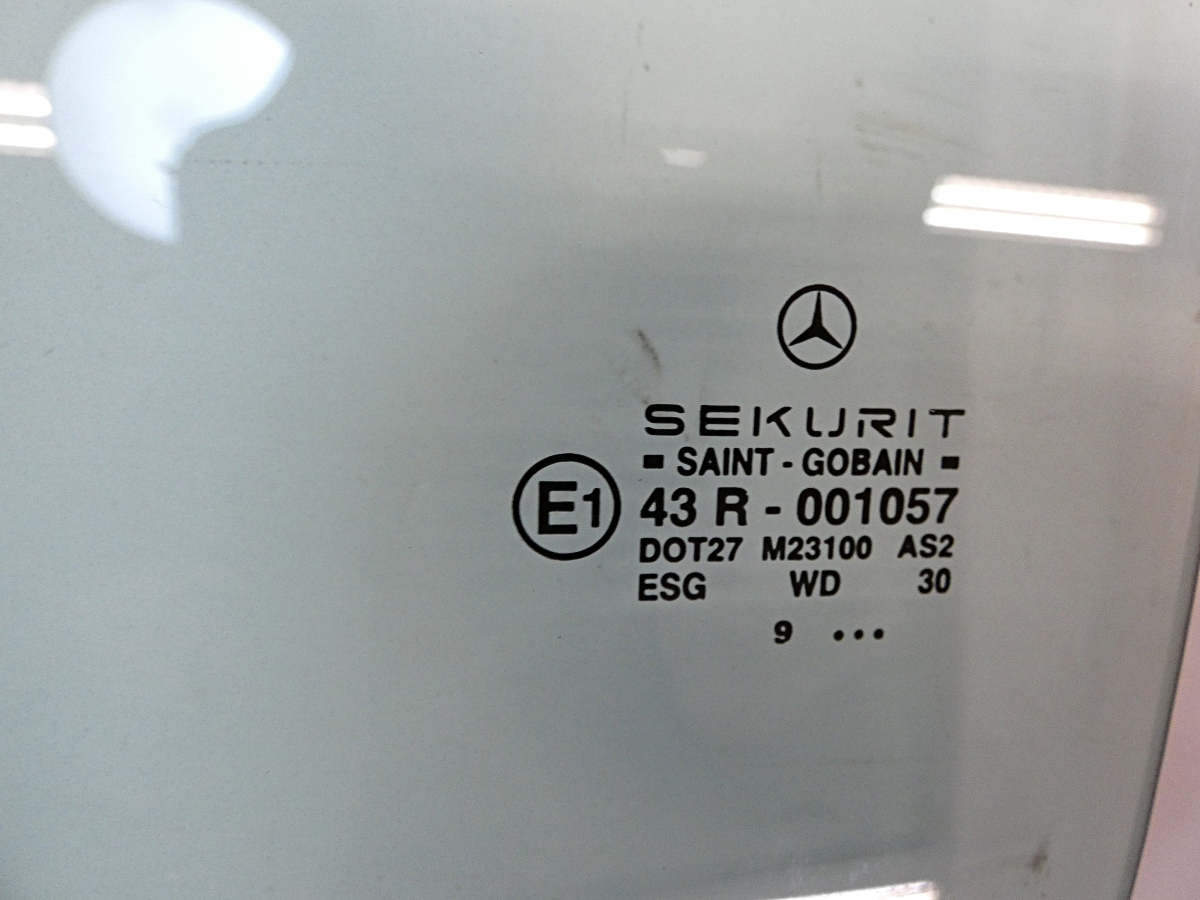 SEKURIT
SAINT - GOBAIN
E1 43 R - 001057
DOT27 M23100 AS2
ESG WD 30
9 ...